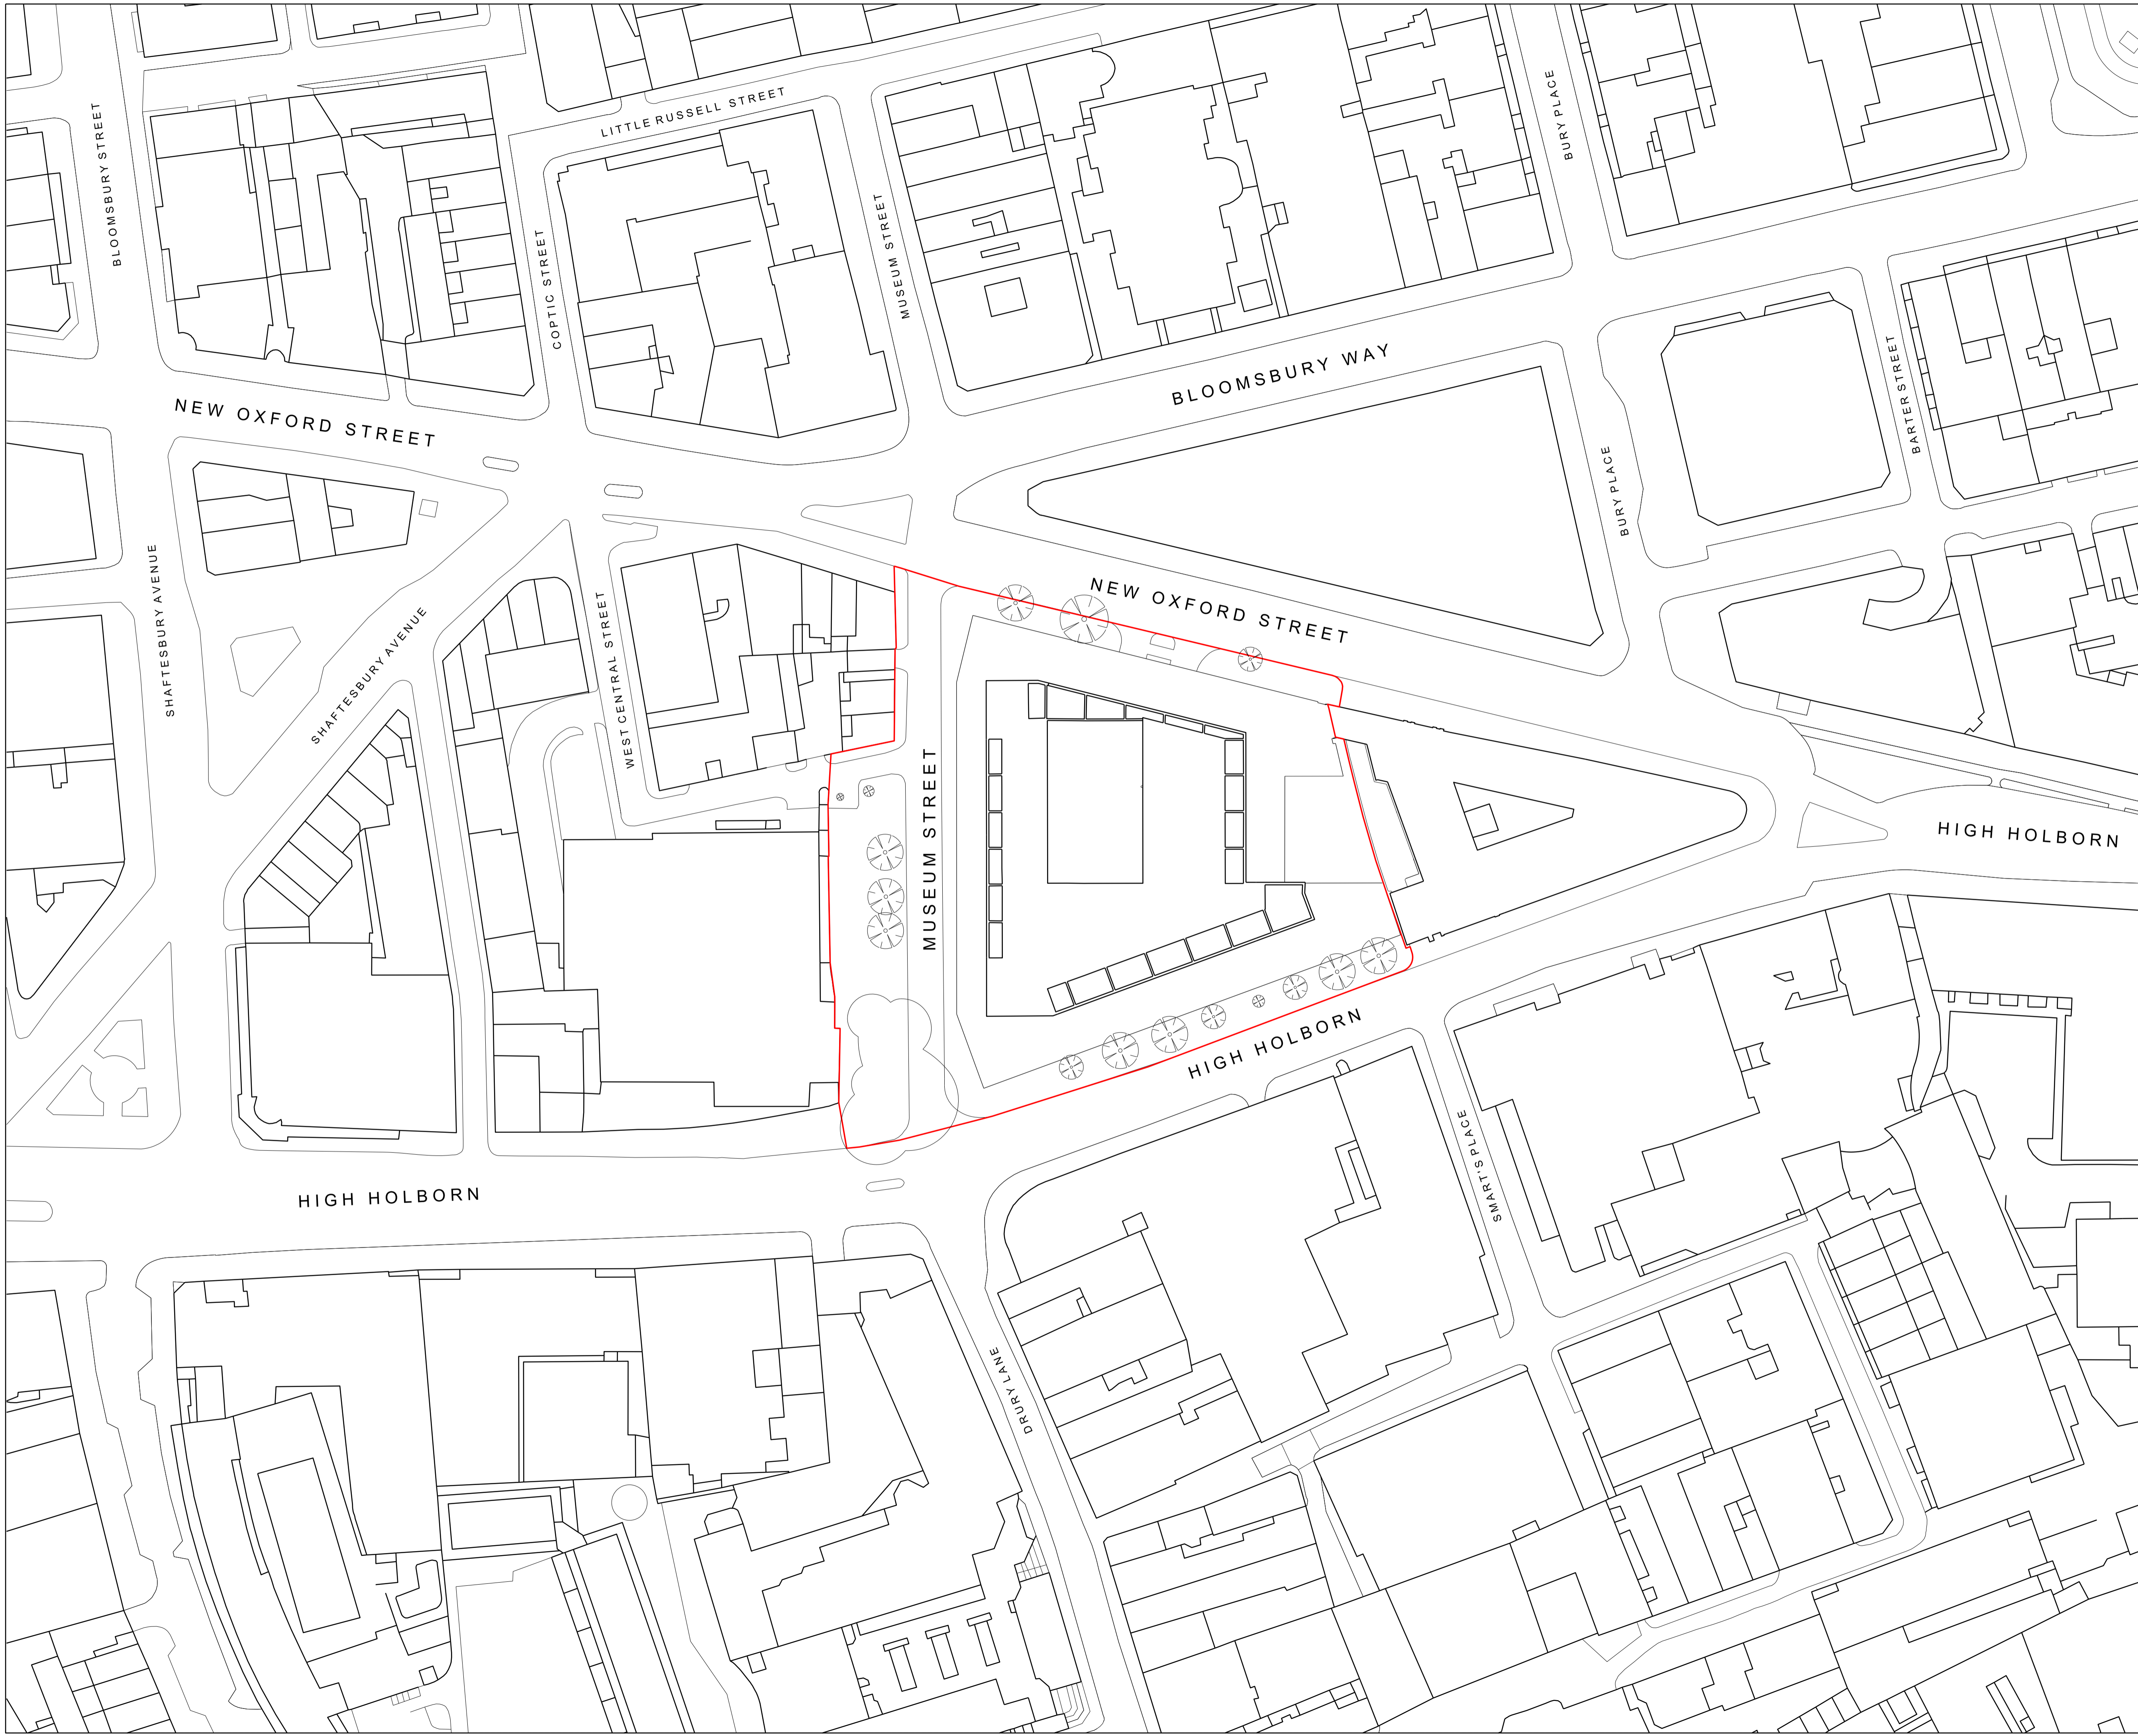 LITTLE RUSSELL STREET
BLOOMSBURY STREET
BURY PLACE
MUSEUM STREET
COPTIC STREET
BLOOMSBURY WAY
BARTER STREET
NEW OXFORD STREET
BURY PLACE
SHAFTESBURY AVENUE
NEW OXFORD STREET
SHAFTESBURY AVENUE
WEST CENTRAL STREET
MUSEUM STREET
HIGH HOLBORN
HIGH HOLBORN
SMART'S PLACE
HIGH HOLBORN
DRURY LANE